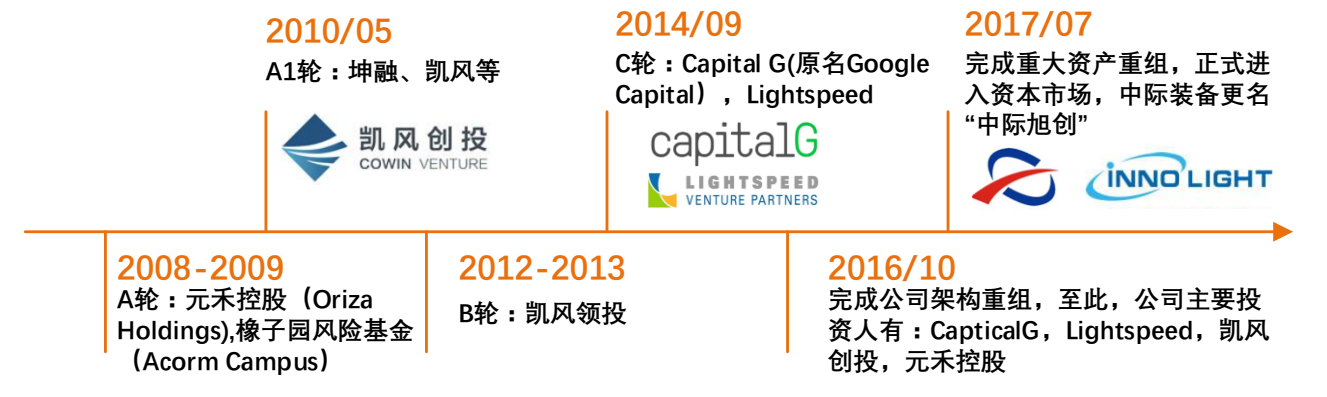 2010/05
A1轮：坤融、凯风等
凯风创投
COWIN VENTURE
2014/09
C轮：Capital G(原名Google
Capital），Lightspeed
capitalG
LIGHTSPEED
VENTURE PARTNERS
2017/07
完成重大资产重组，正式进
入资本市场，中际装备更名
“中际旭创”
INNOLIGHT
2008-2009
A轮：元禾控股（Oriza
Holdings),橡子园风险基金
（Acorm Campus）
2012-2013
B轮：凯风领投
2016/10
完成公司架构重组，至此，公司主要投
资人有：CapticalG，Lightspeed，凯风
创投，元禾控股